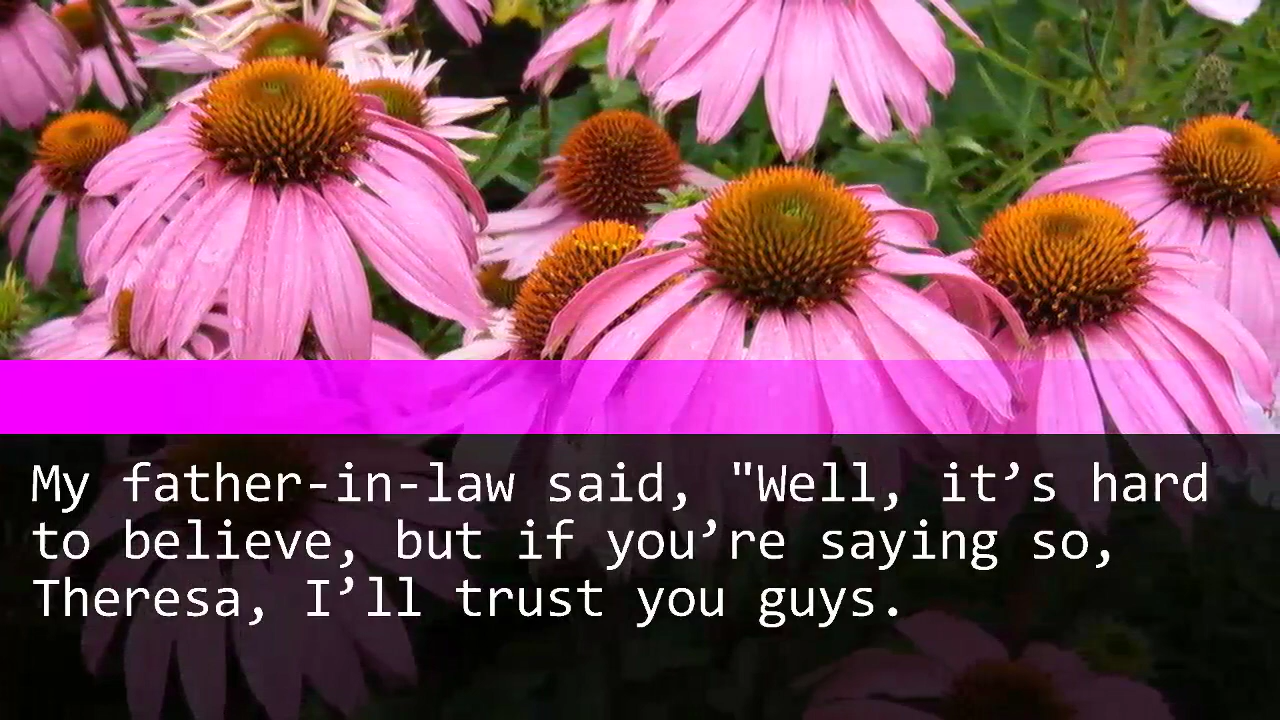 My father-in-law said, "Well, it’s hard
to believe, but if you’re saying so,
Theresa, I’ll trust you guys.